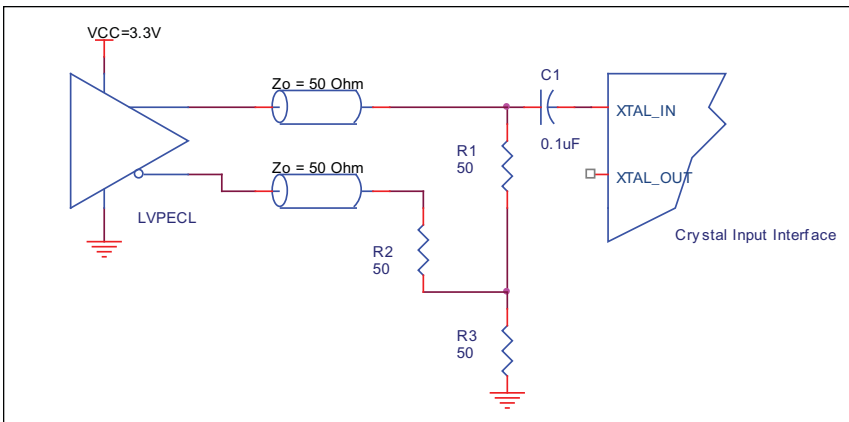 VCC=3.3V
Zo = 50 Ohm
C1
0.1uF
XTAL_IN
R1
50
Zo = 50 Ohm
XTAL_OUT
LVPECL
Crystal Input Interface
R2
50
R3
50